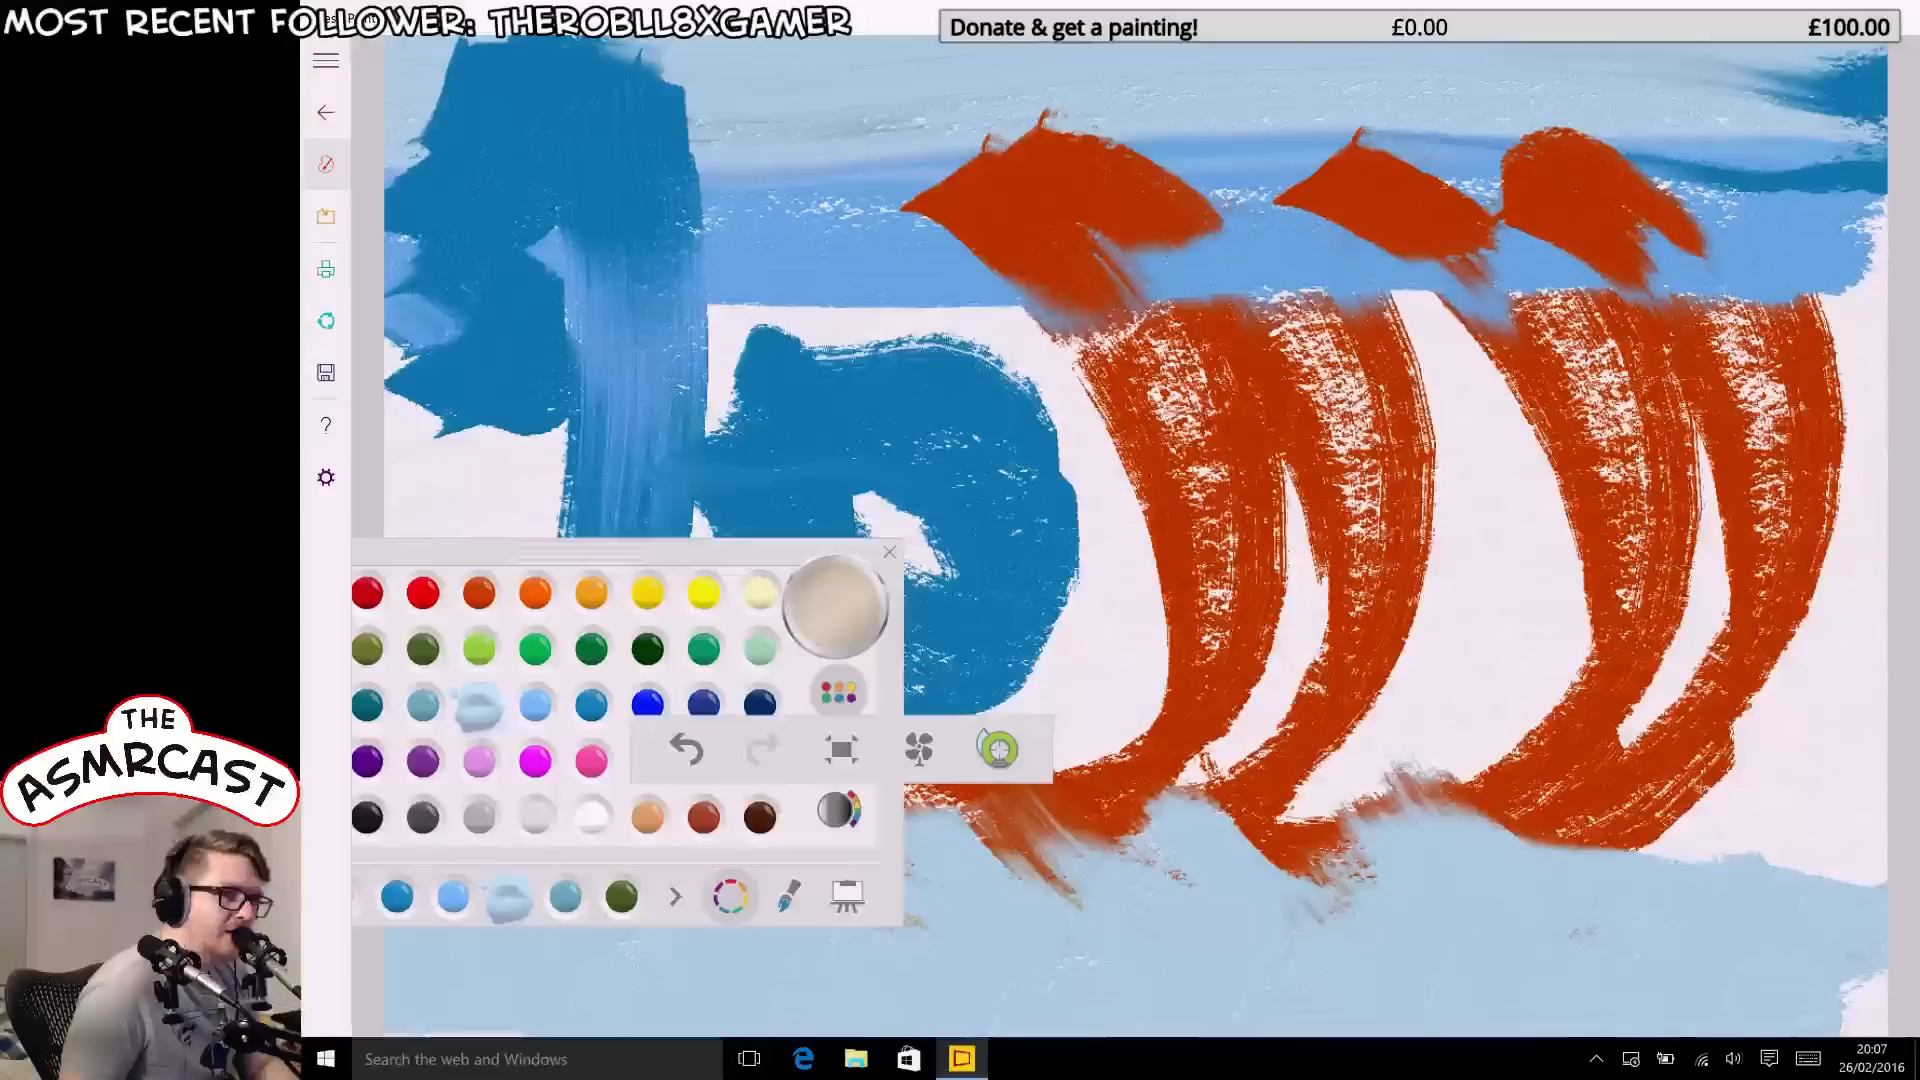 MOST RECENT FOLLOWER: THEROBLL8XGAMER
Donate & get a painting! £0.00 £100.00
THE
ASMRCAST
Search the web and Windows
20:07
26/02/2016